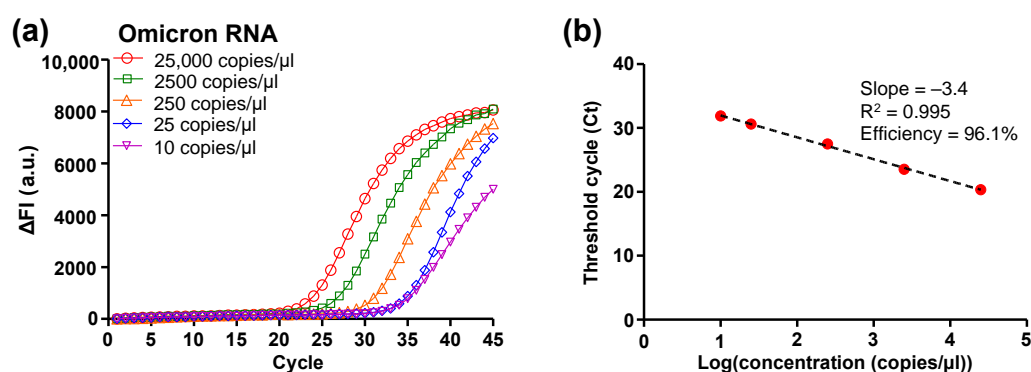 (a)
Omicron RNA
25,000 copies/µl
2500 copies/µl
250 copies/µl
25 copies/µl
10 copies/µl
10,000
8000
6000
4000
2000
0
ΔFI (a.u.)
0 5 10 15 20 25 30 35 40 45
Cycle
(b)
Slope = –3.4
R² = 0.995
Efficiency = 96.1%
40
30
20
10
0
Threshold cycle (Ct)
0 1 2 3 4 5
Log(concentration (copies/µl))